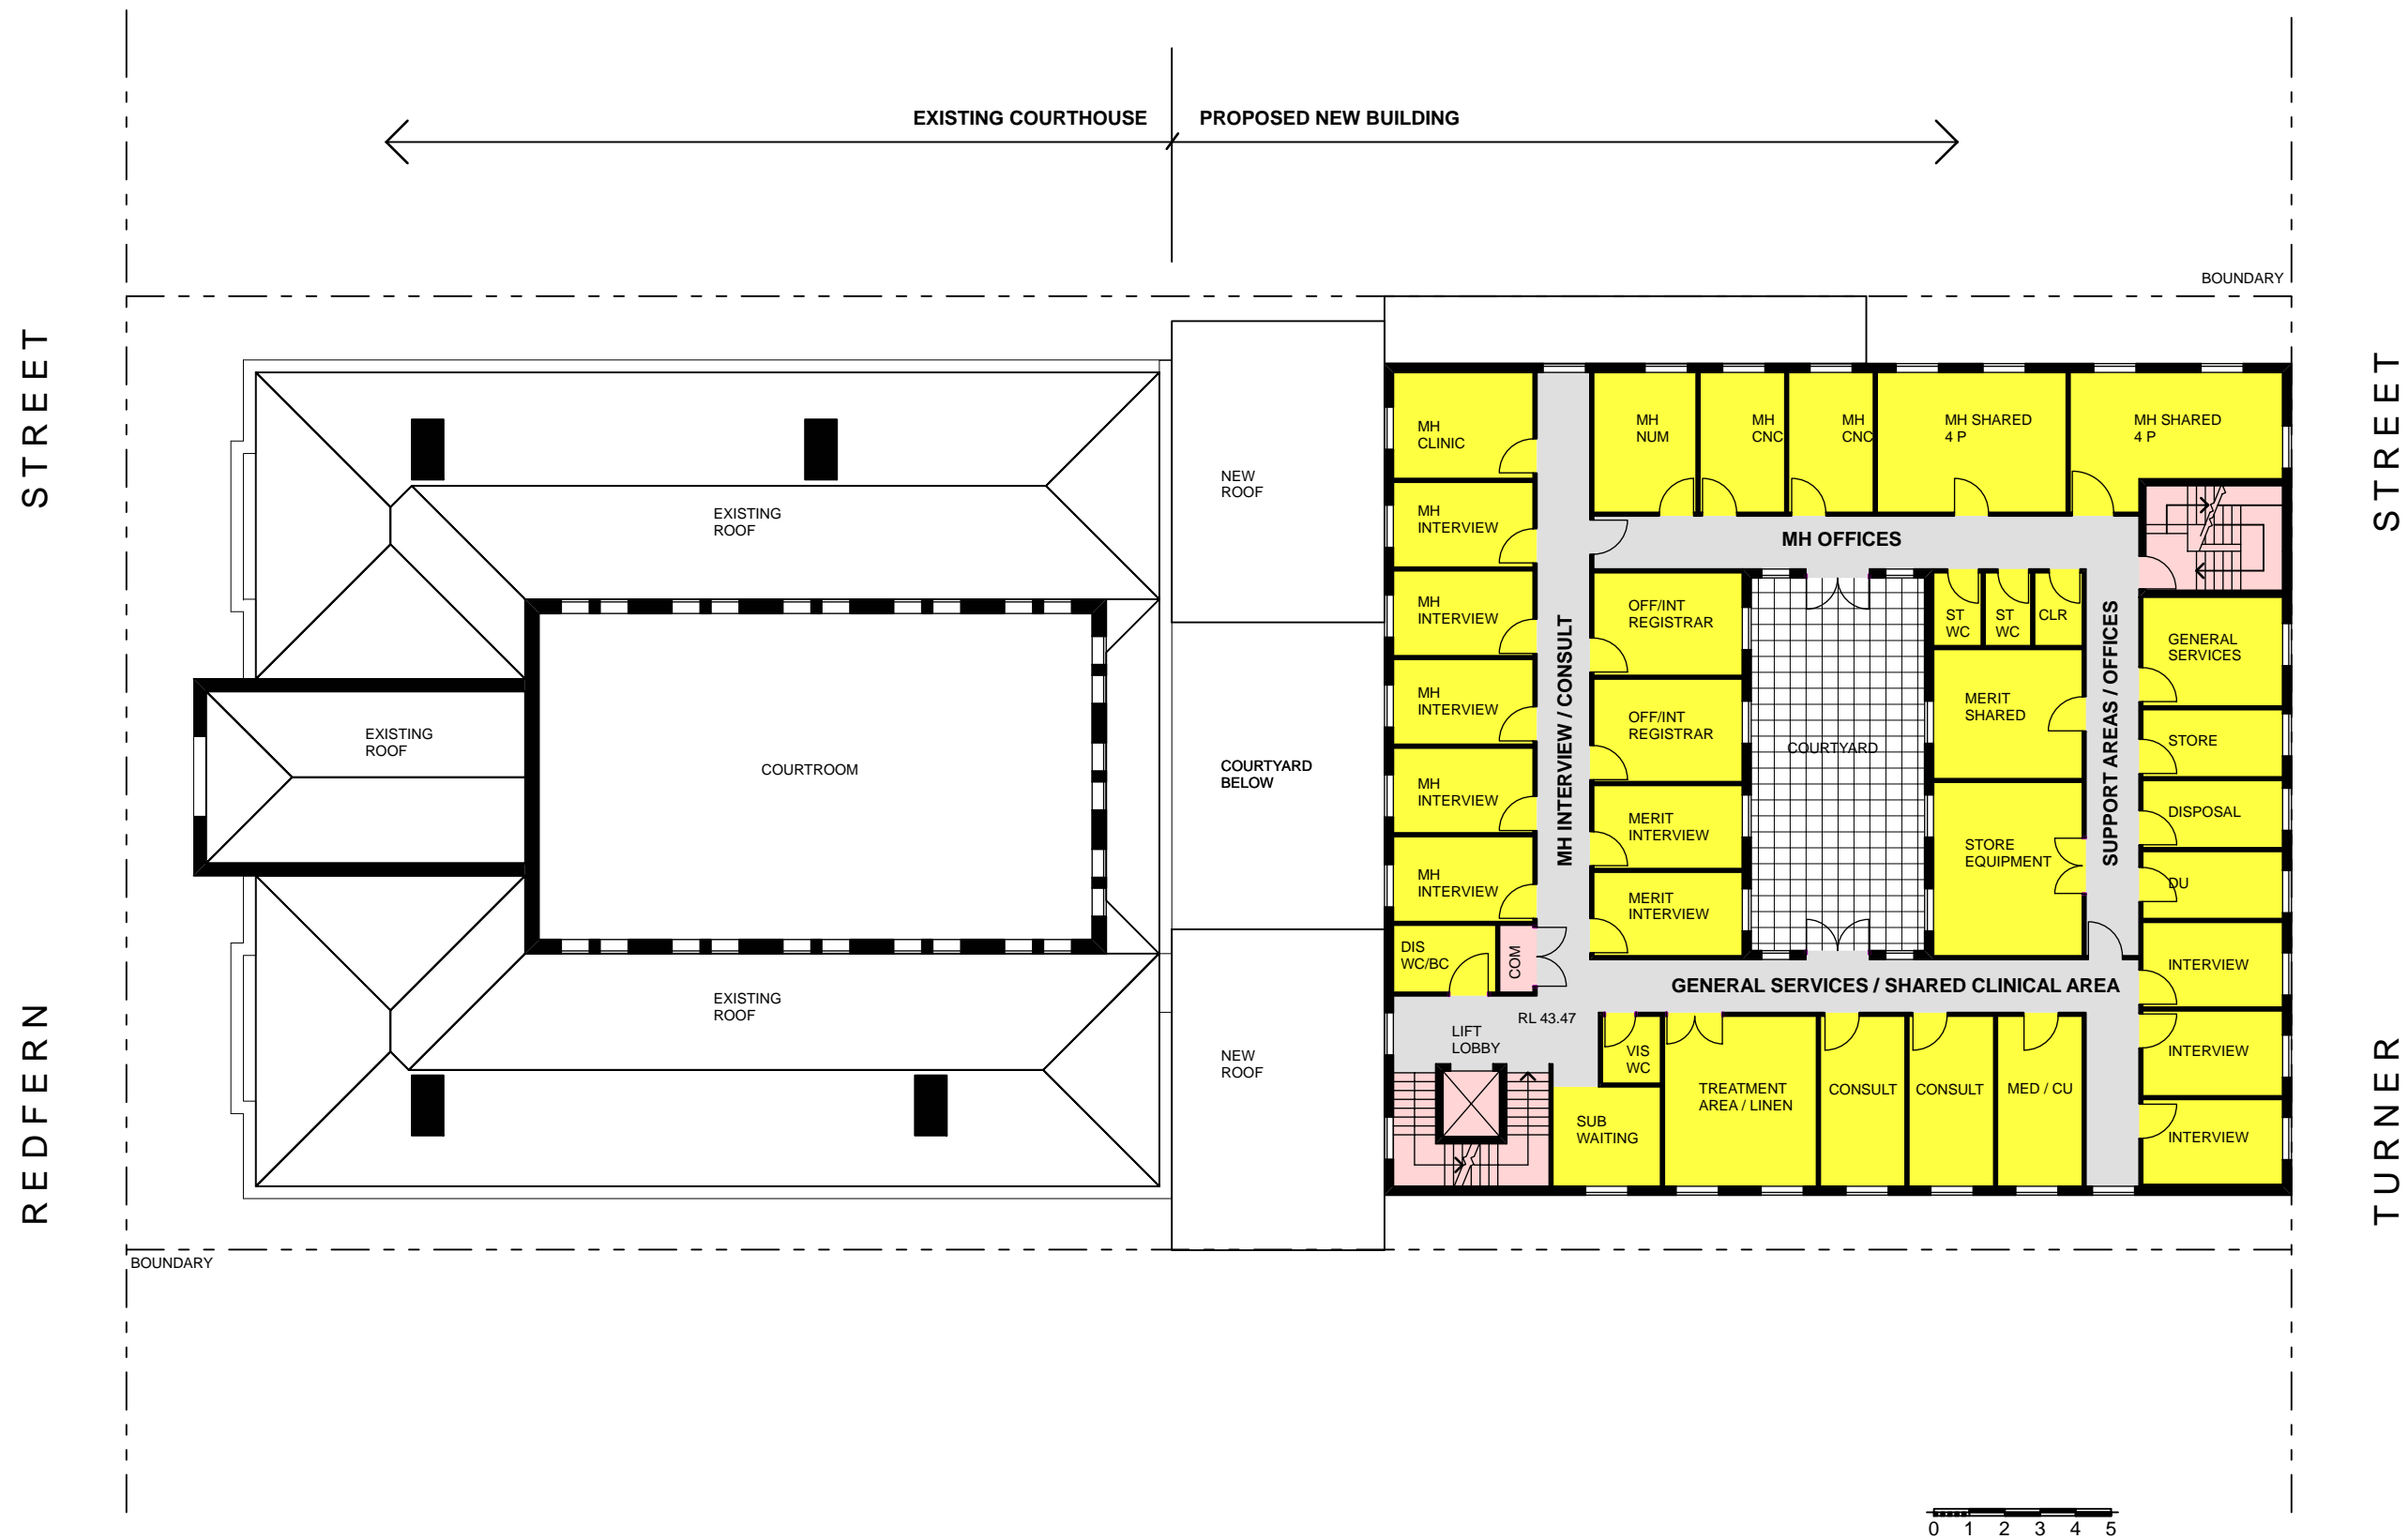 EXISTING COURTHOUSE
PROPOSED NEW BUILDING
BOUNDARY
REDFERN STREET
TURNER STREET
EXISTING
ROOF
EXISTING
ROOF
COURTROOM
EXISTING
ROOF
NEW
ROOF
COURTYARD
BELOW
NEW
ROOF
MH
CLINIC
MH
INTERVIEW
MH
INTERVIEW
MH
INTERVIEW
MH
INTERVIEW
MH
INTERVIEW
DIS
WC/BC
COM
MH INTERVIEW / CONSULT
MH
NUM
MH
CNC
MH
CNC
MH SHARED
4 P
MH SHARED
4 P
MH OFFICES
OFF/INT
REGISTRAR
OFF/INT
REGISTRAR
MERIT
INTERVIEW
MERIT
INTERVIEW
COURTYARD
ST
WC
ST
WC
CLR
MERIT
SHARED
STORE
EQUIPMENT
SUPPORT AREAS / OFFICES
GENERAL
SERVICES
STORE
DISPOSAL
DU
INTERVIEW
INTERVIEW
INTERVIEW
GENERAL SERVICES / SHARED CLINICAL AREA
RL 43.47
LIFT
LOBBY
VIS
WC
SUB
WAITING
TREATMENT
AREA / LINEN
CONSULT
CONSULT
MED / CU
BOUNDARY
0 1 2 3 4 5